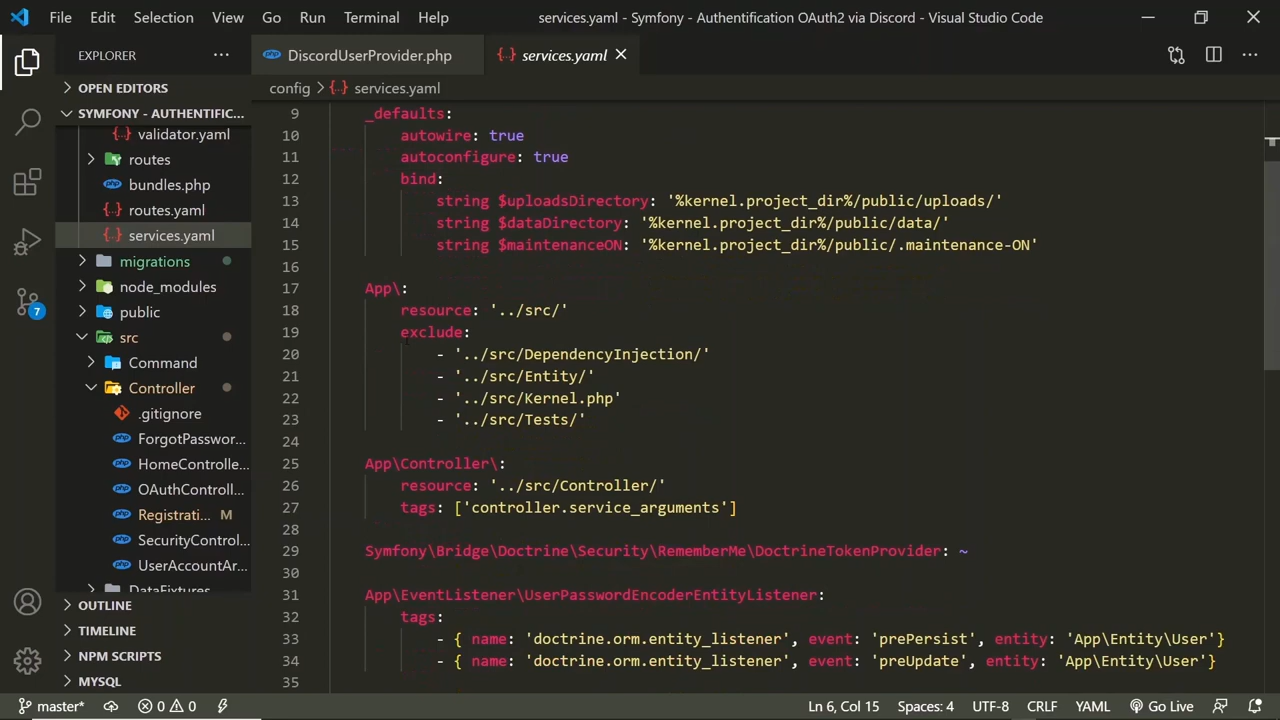 File Edit Selection View Go Run Terminal Help
services.yaml - Symfony - Authentification OAuth2 via Discord - Visual Studio Code
EXPLORER
DiscordUserProvider.php
services.yaml
OPEN EDITORS
config > services.yaml
SYMFONY - AUTHENTIFIC...
validator.yaml
routes
bundles.php
routes.yaml
services.yaml
migrations
node_modules
public
src
Command
Controller
.gitignore
ForgotPasswor...
HomeControlle...
OAuthControll...
Registrati... M
SecurityControl...
UserAccountAr...
DataFixtures
OUTLINE
TIMELINE
NPM SCRIPTS
MYSQL
7
9 _defaults:
10 autowire: true
11 autoconfigure: true
12 bind:
13 string $uploadsDirectory: '%kernel.project_dir%/public/uploads/'
14 string $dataDirectory: '%kernel.project_dir%/public/data/'
15 string $maintenanceON: '%kernel.project_dir%/public/.maintenance-ON'
16
17 App\:
18 resource: '../src/'
19 exclude:
20 - '../src/DependencyInjection/'
21 - '../src/Entity/'
22 - '../src/Kernel.php'
23 - '../src/Tests/'
24
25 App\Controller\:
26 resource: '../src/Controller/'
27 tags: ['controller.service_arguments']
28
29 Symfony\Bridge\Doctrine\Security\RememberMe\DoctrineTokenProvider: ~
30
31 App\EventListener\UserPasswordEncoderEntityListener:
32 tags:
33 - { name: 'doctrine.orm.entity_listener', event: 'prePersist', entity: 'App\Entity\User'}
34 - { name: 'doctrine.orm.entity_listener', event: 'preUpdate', entity: 'App\Entity\User'}
35
master* 0 0 Ln 6, Col 15 Spaces: 4 UTF-8 CRLF YAML Go Live